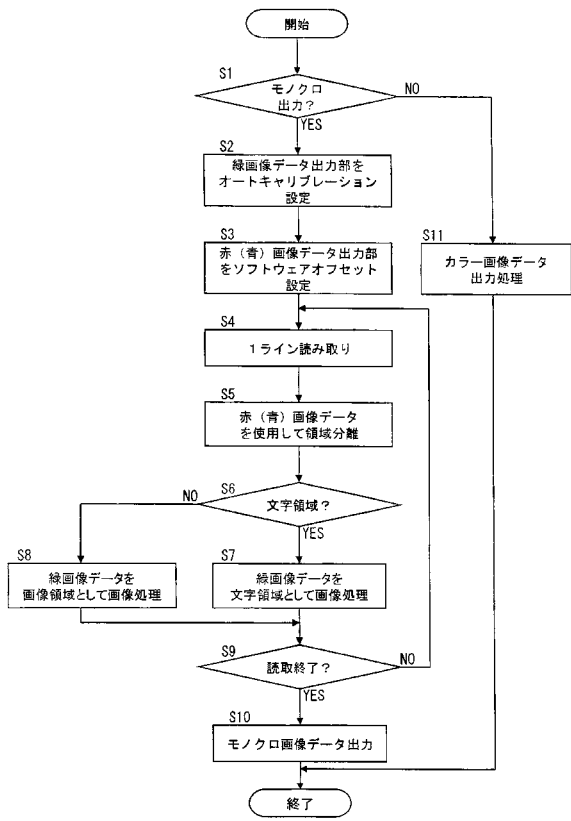 開始
S1
モノクロ
出力？
NO
YES
S2
緑画像データ出力部を
オートキャリブレーション
設定
S3
赤（青）画像データ出力部
をソフトウェアオフセット
設定
S11
カラー画像データ
出力処理
S4
１ライン読み取り
S5
赤（青）画像データ
を使用して領域分離
S6
NO
文字領域？
YES
S8
緑画像データを
画像領域として画像処理
S7
緑画像データを
文字領域として画像処理
S9
読取終了？
NO
YES
S10
モノクロ画像データ出力
終了